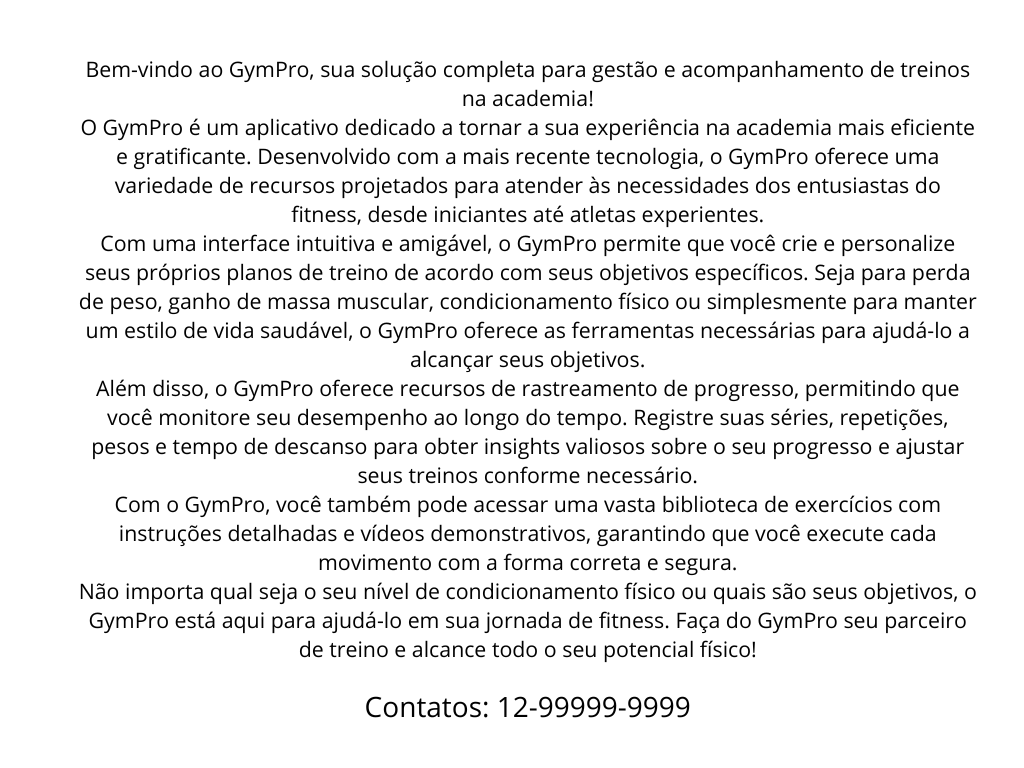 Bem-vindo ao GymPro, sua solução completa para gestão e acompanhamento de treinos
na academia!
O GymPro é um aplicativo dedicado a tornar a sua experiência na academia mais eficiente
e gratificante. Desenvolvido com a mais recente tecnologia, o GymPro oferece uma
variedade de recursos projetados para atender às necessidades dos entusiastas do
fitness, desde iniciantes até atletas experientes.
Com uma interface intuitiva e amigável, o GymPro permite que você crie e personalize
seus próprios planos de treino de acordo com seus objetivos específicos. Seja para perda
de peso, ganho de massa muscular, condicionamento físico ou simplesmente para manter
um estilo de vida saudável, o GymPro oferece as ferramentas necessárias para ajudá-lo a
alcançar seus objetivos.
Além disso, o GymPro oferece recursos de rastreamento de progresso, permitindo que
você monitore seu desempenho ao longo do tempo. Registre suas séries, repetições,
pesos e tempo de descanso para obter insights valiosos sobre o seu progresso e ajustar
seus treinos conforme necessário.
Com o GymPro, você também pode acessar uma vasta biblioteca de exercícios com
instruções detalhadas e vídeos demonstrativos, garantindo que você execute cada
movimento com a forma correta e segura.
Não importa qual seja o seu nível de condicionamento físico ou quais são seus objetivos, o
GymPro está aqui para ajudá-lo em sua jornada de fitness. Faça do GymPro seu parceiro
de treino e alcance todo o seu potencial físico!
Contatos: 12-99999-9999